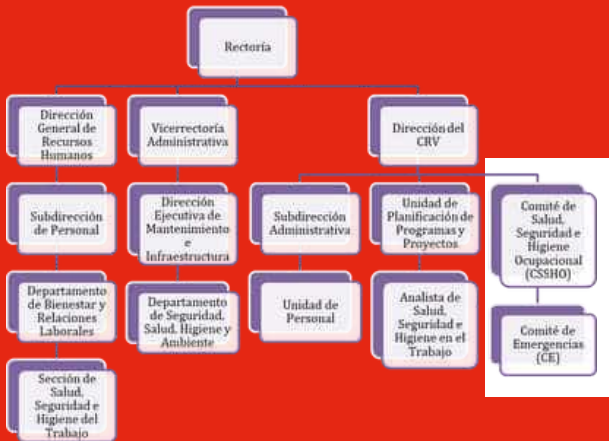 Rectoría
Dirección
General de
Recursos
Humanos
Vicerrectoría
Administrativa
Dirección del
CRV
Subdirección
de Personal
Dirección
Ejecutiva de
Mantenimiento
e
Infraestructura
Subdirección
Administrativa
Unidad de
Planificación de
Programas y
Proyectos
Comité de
Salud,
Seguridad e
Higiene
Ocupacional
(CSSHO)
Departamento
de Bienestar y
Relaciones
Laborales
Departamento
de Seguridad,
Salud, Higiene y
Ambiente
Unidad de
Personal
Analista de
Salud,
Seguridad e
Higiene en el
Trabajo
Comité de
Emergencias
(CE)
Sección de
Salud,
Seguridad e
Higiene del
Trabajo